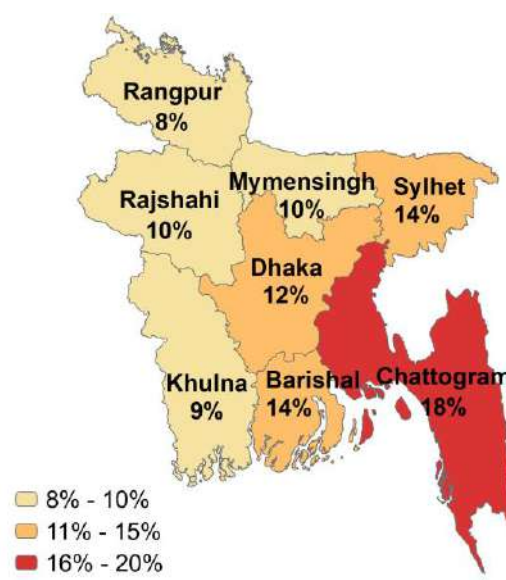 Rangpur
8%
Mymensingh
10%
Sylhet
14%
Rajshahi
10%
Dhaka
12%
Khulna
9%
Barishal
14%
Chattogram
18%
8% - 10%
11% - 15%
16% - 20%